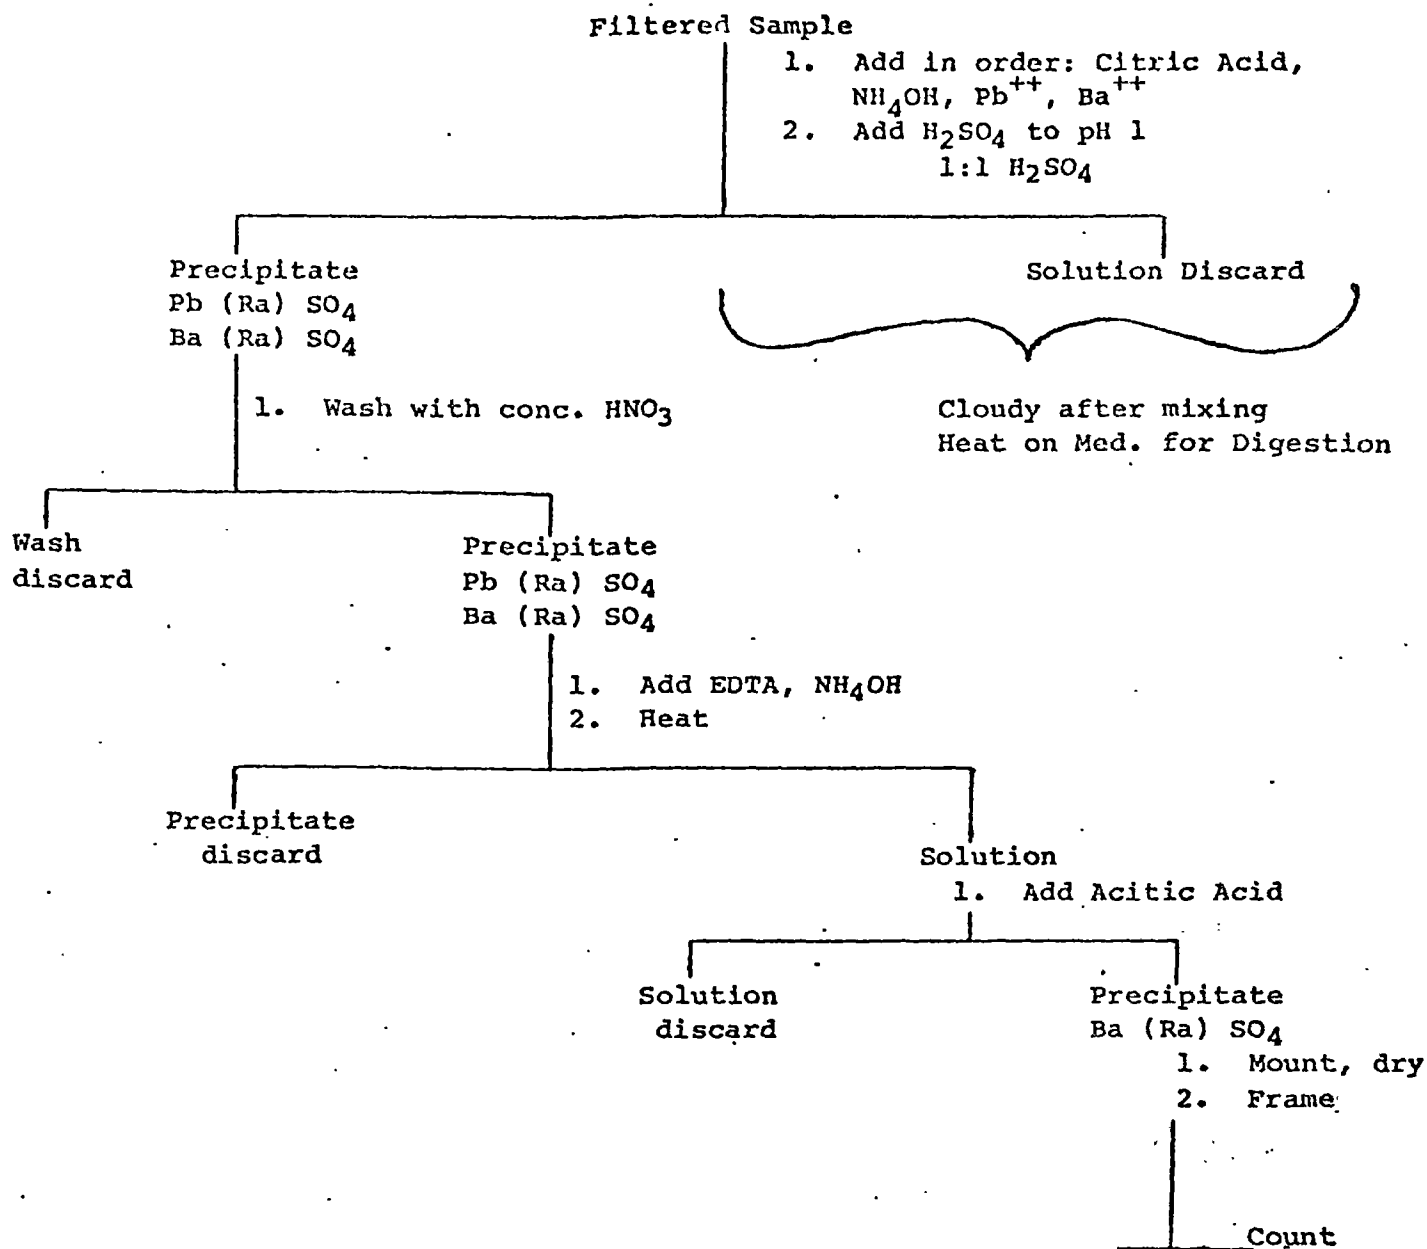 Filtered Sample
1. Add in order: Citric Acid,
NH4OH, Pb++, Ba++
2. Add H2SO4 to pH 1
1:1 H2SO4
Precipitate
Pb (Ra) SO4
Ba (Ra) SO4
Solution Discard
1. Wash with conc. HNO3
Cloudy after mixing
Heat on Med. for Digestion
Wash
discard
Precipitate
Pb (Ra) SO4
Ba (Ra) SO4
1. Add EDTA, NH4OH
2. Heat
Precipitate
discard
Solution
1. Add Acitic Acid
Solution
discard
Precipitate
Ba (Ra) SO4
1. Mount, dry
2. Frame
Count